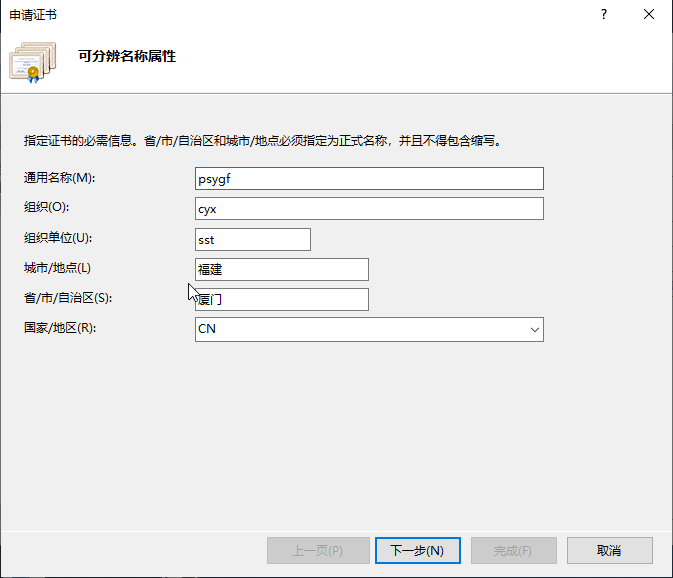 申请证书
?
可分辨名称属性
指定证书的必需信息。省/市/自治区和城市/地点必须指定为正式名称，并且不得包含缩写。
通用名称(M): psygf
组织(O): cyx
组织单位(U): sst
城市/地点(L) 福建
省/市/自治区(S): 厦门
国家/地区(R): CN
上一页(P) 下一步(N) 完成(F) 取消